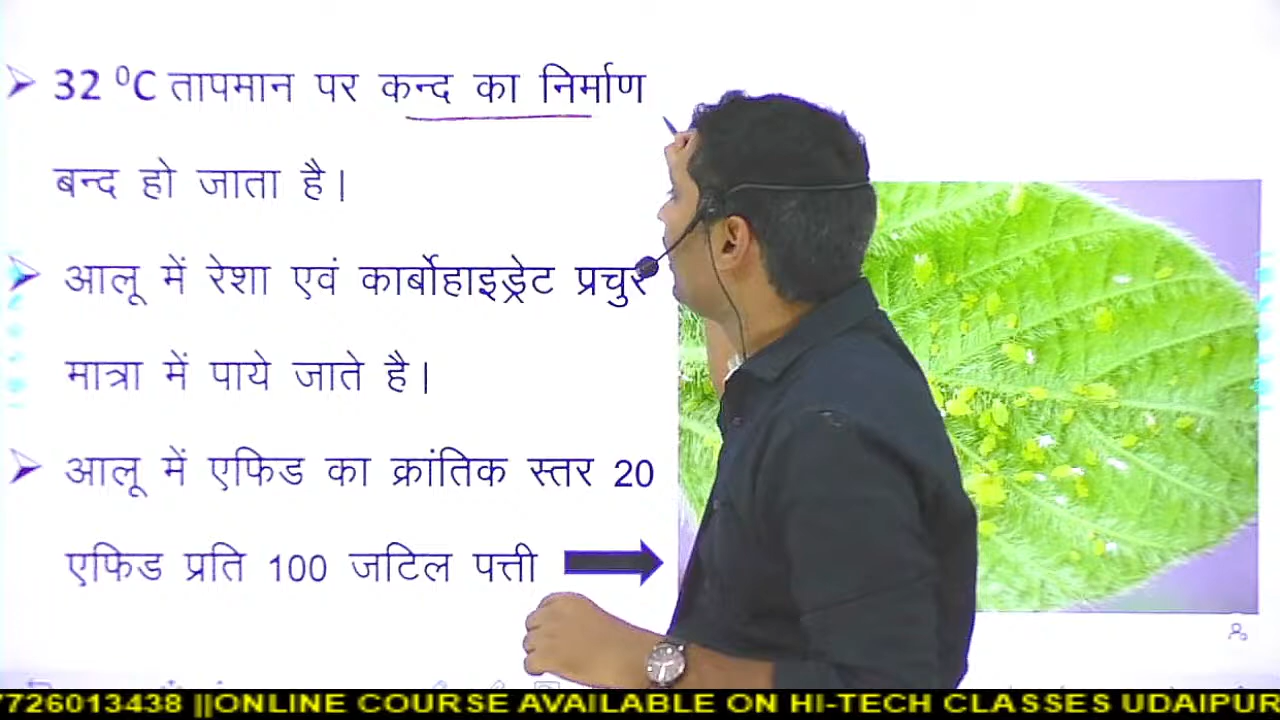 32 ⁰C तापमान पर कन्द का निर्माण
बन्द हो जाता है।
आलू में रेशा एवं कार्बोहाइड्रेट प्रचुर
मात्रा में पाये जाते है।
आलू में एफिड का क्रांतिक स्तर 20
एफिड प्रति 100 जटिल पत्ती
7726013438 ||ONLINE COURSE AVAILABLE ON HI-TECH CLASSES UDAIPUR